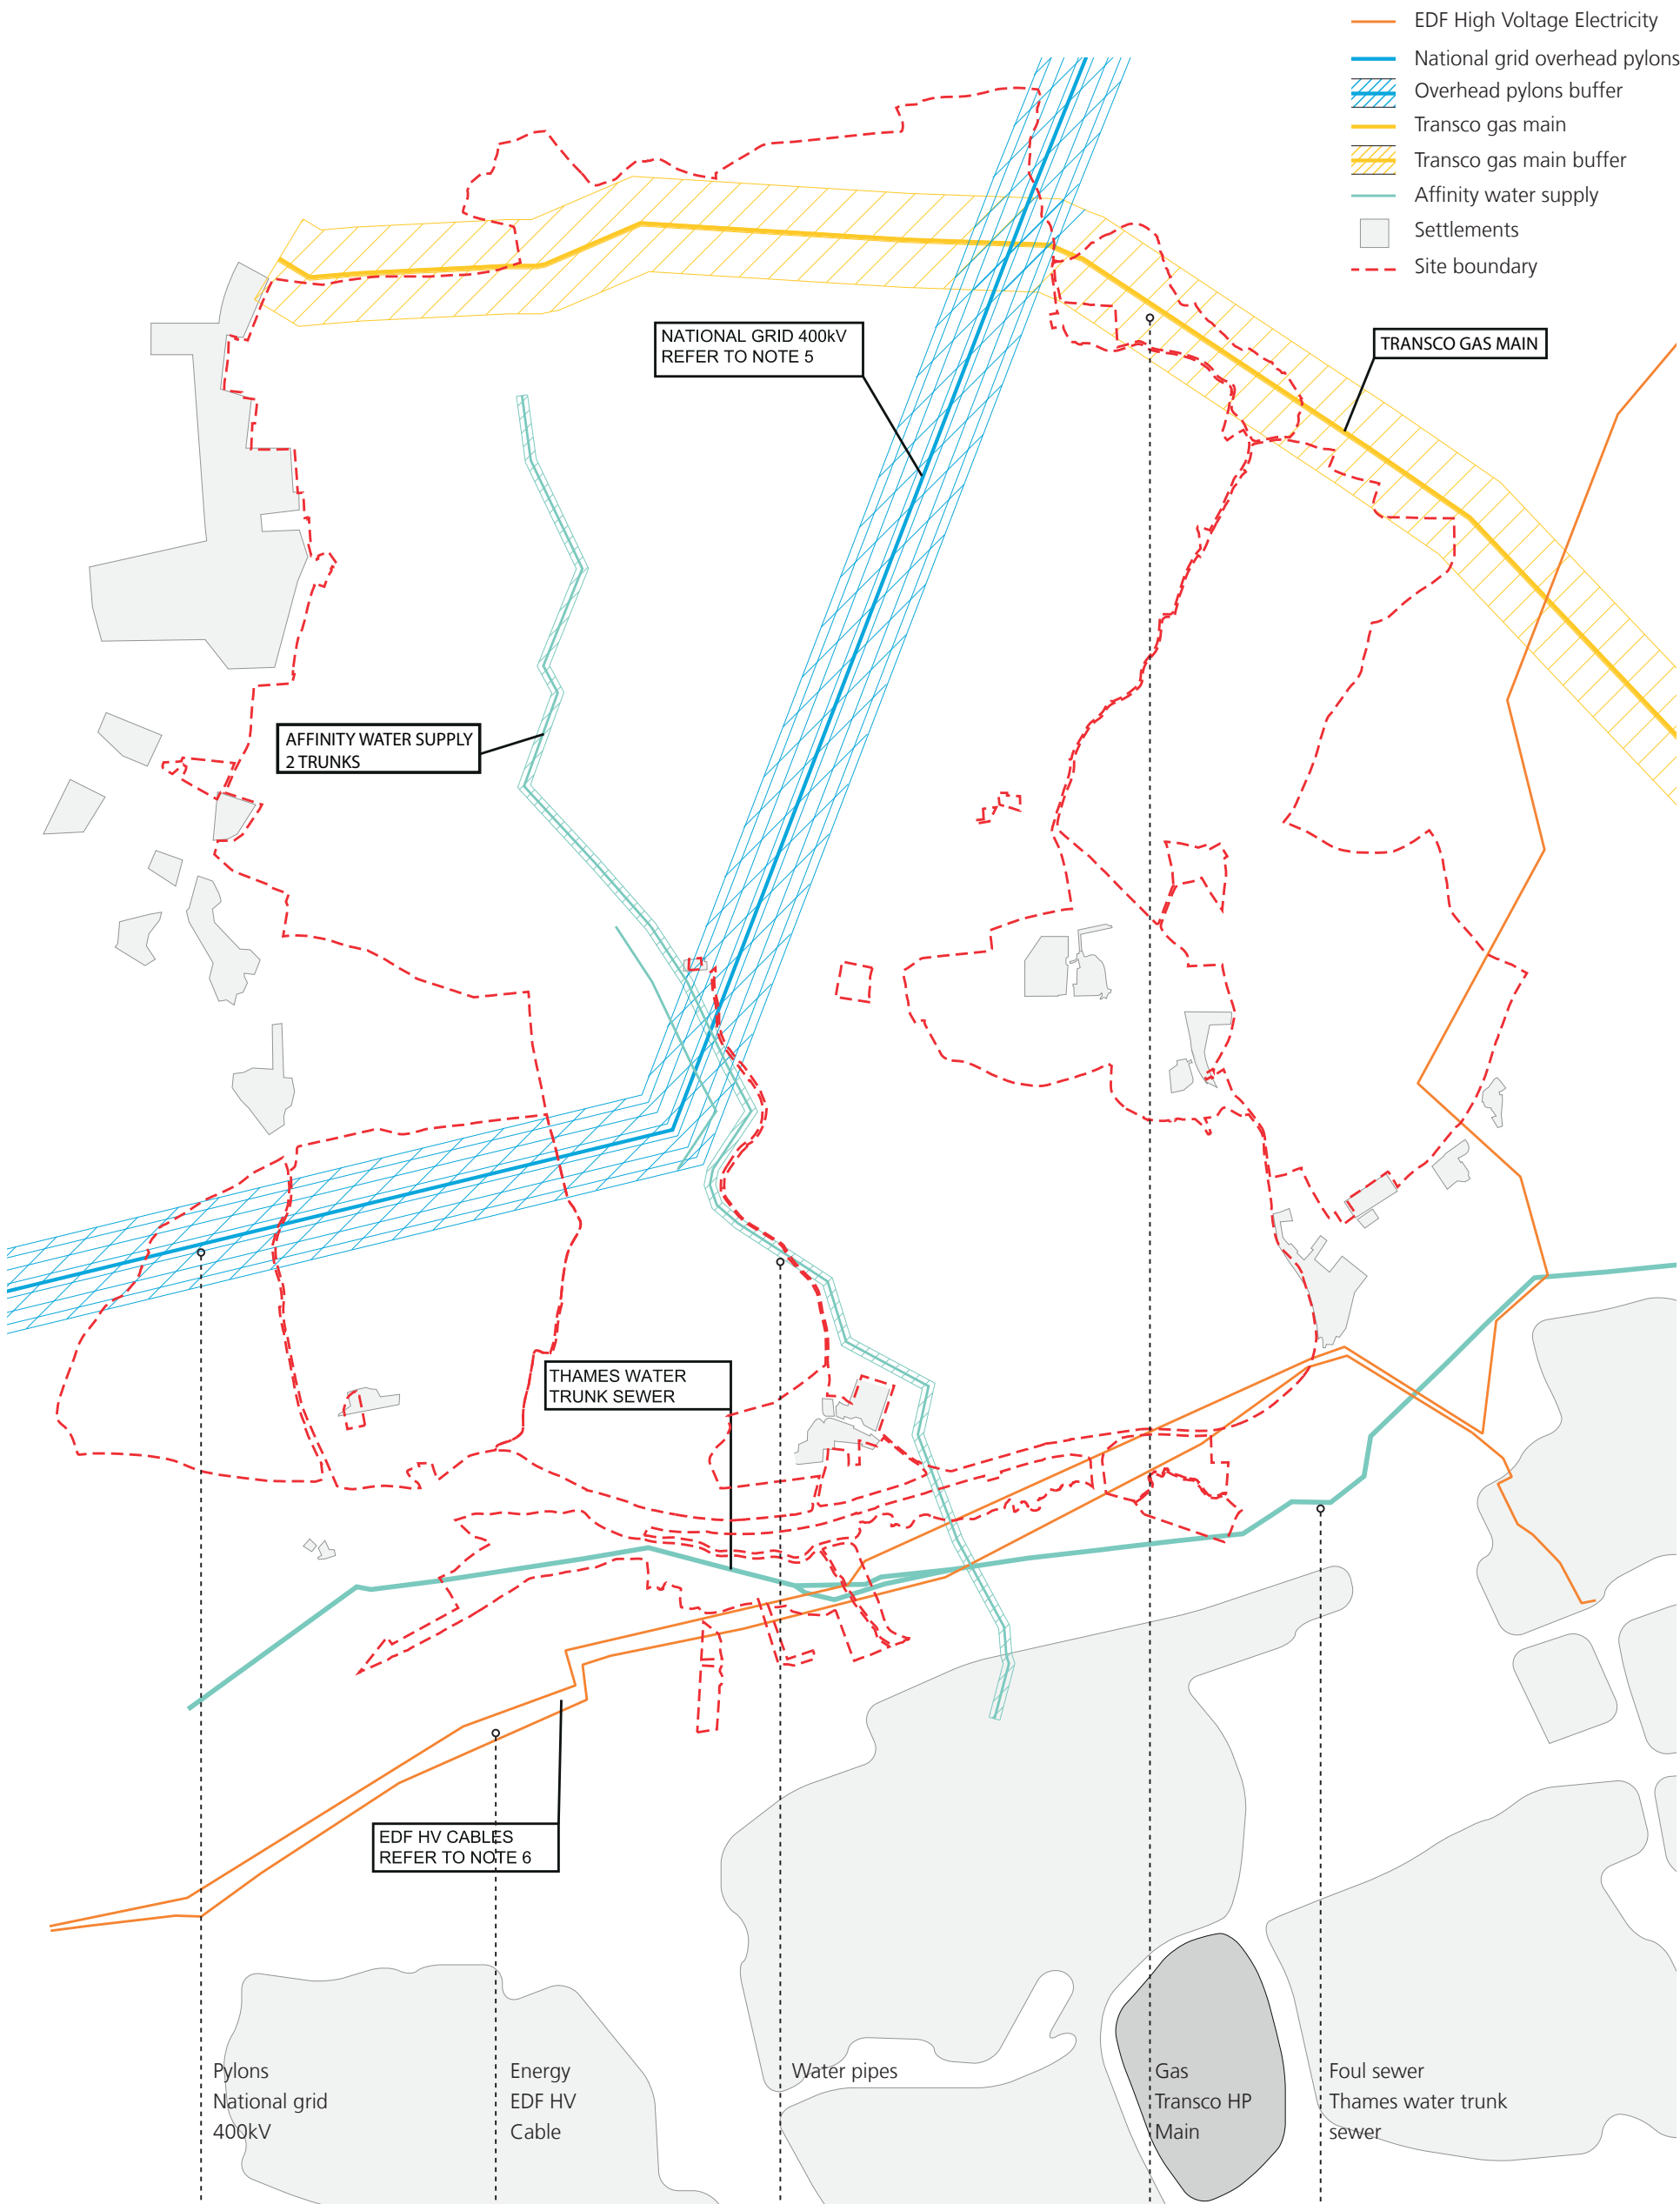 EDF High Voltage Electricity
National grid overhead pylons
Overhead pylons buffer
Transco gas main
Transco gas main buffer
Affinity water supply
Settlements
Site boundary
NATIONAL GRID 400kV
REFER TO NOTE 5
TRANSCO GAS MAIN
AFFINITY WATER SUPPLY
2 TRUNKS
THAMES WATER
TRUNK SEWER
EDF HV CABLES
REFER TO NOTE 6
Pylons
National grid
400kV
Energy
EDF HV
Cable
Water pipes
Gas
Transco HP
Main
Foul sewer
Thames water trunk
sewer